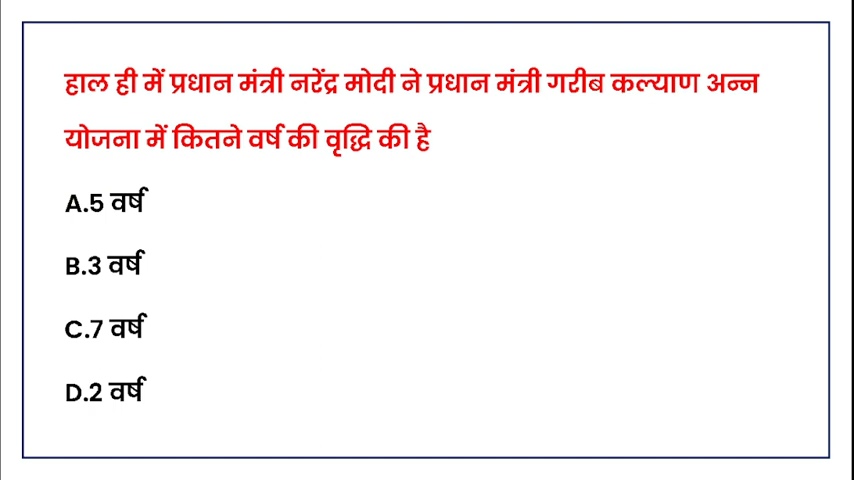 हाल ही में प्रधान मंत्री नरेंद्र मोदी ने प्रधान मंत्री गरीब कल्याण अन्न
योजना में कितने वर्ष की वृद्धि की है
A.5 वर्ष
B.3 वर्ष
C.7 वर्ष
D.2 वर्ष